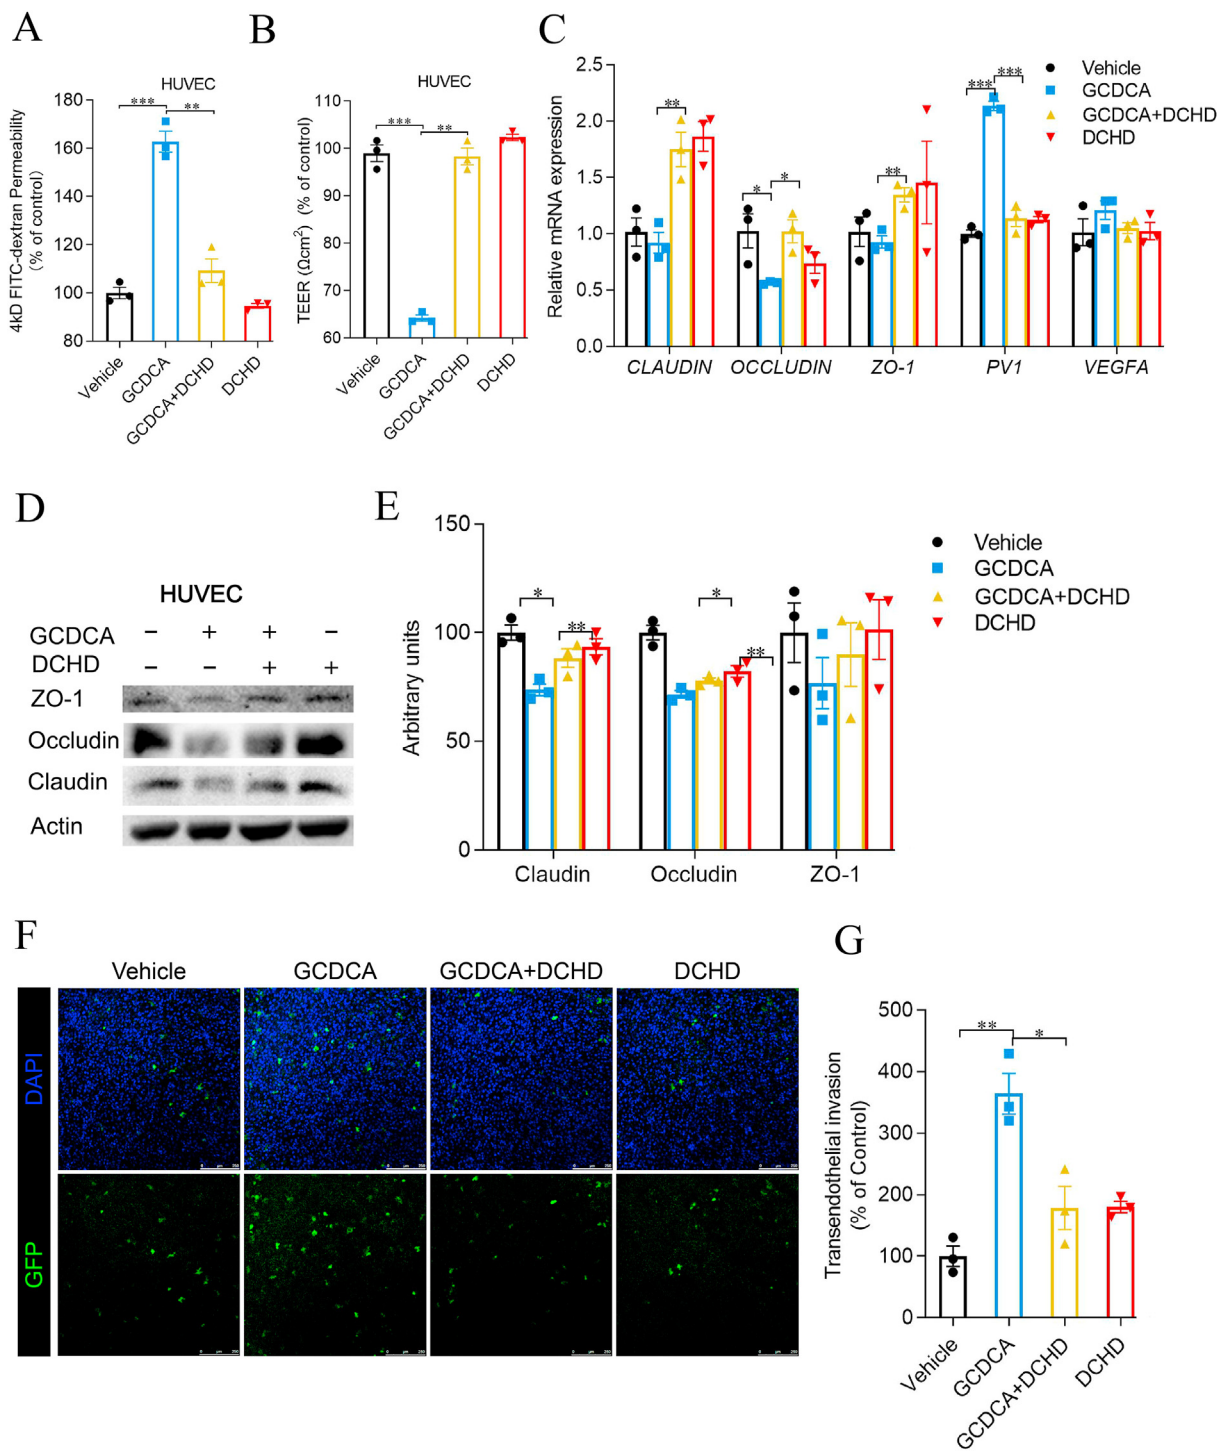 A
HUVEC
***
**
4kD FITC-dextran Permeability
(% of control)
180
160
140
120
100
80
Vehicle
GCDCA
GCDCA+DCHD
DCHD
B
HUVEC
***
**
TEER (Ωcm²) (% of control)
110
100
90
80
70
60
Vehicle
GCDCA
GCDCA+DCHD
DCHD
C
Relative mRNA expression
2.5
2.0
1.5
1.0
0.5
0.0
**
*
*
**
***
***
CLAUDIN
OCCLUDIN
ZO-1
PV1
VEGFA
Vehicle
GCDCA
GCDCA+DCHD
DCHD
D
HUVEC
GCDCA − + + −
DCHD − − + +
ZO-1
Occludin
Claudin
Actin
E
Arbitrary units
150
100
50
0
*
**
*
**
Claudin
Occludin
ZO-1
Vehicle
GCDCA
GCDCA+DCHD
DCHD
F
Vehicle
GCDCA
GCDCA+DCHD
DCHD
DAPI
GFP
G
Transendothelial invasion
(% of Control)
500
400
300
200
100
0
**
*
Vehicle
GCDCA
GCDCA+DCHD
DCHD